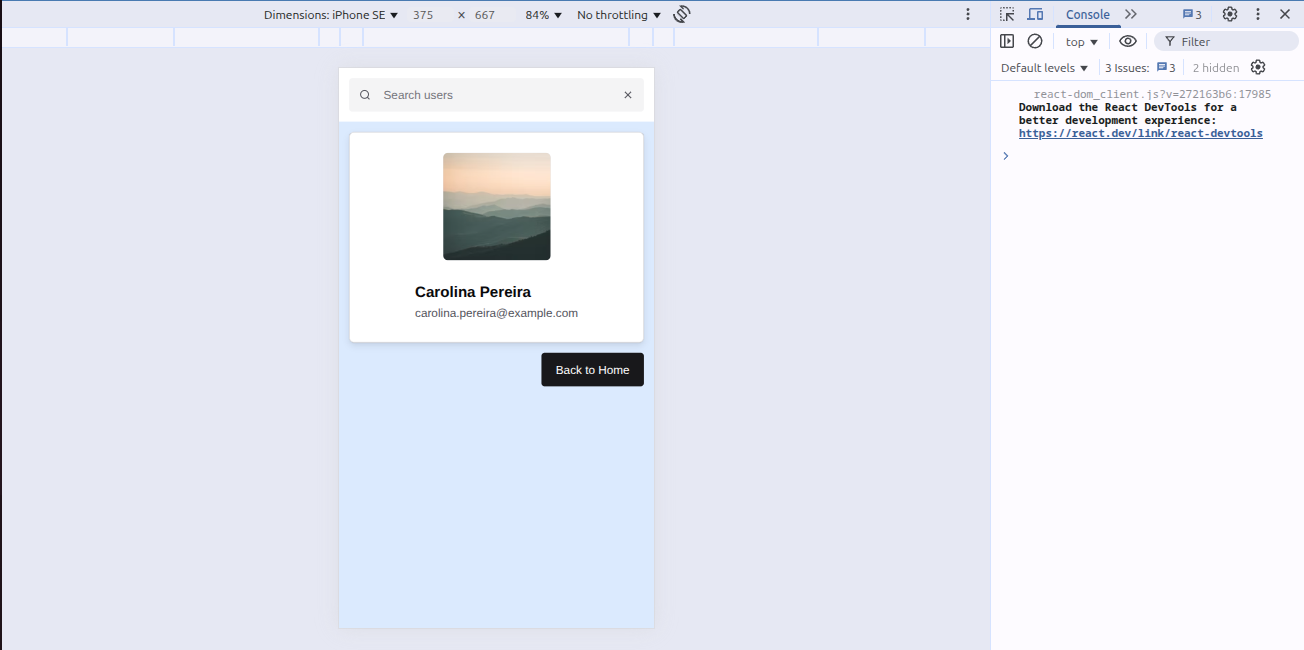 Dimensions: iPhone SE 375 × 667 84% No throttling
Console 3
top Filter
Default levels 3 Issues: 3 2 hidden
Search users
react-dom_client.js?v=272163b6:17985
Download the React DevTools for a
better development experience:
https://react.dev/link/react-devtools
Carolina Pereira
carolina.pereira@example.com
Back to Home